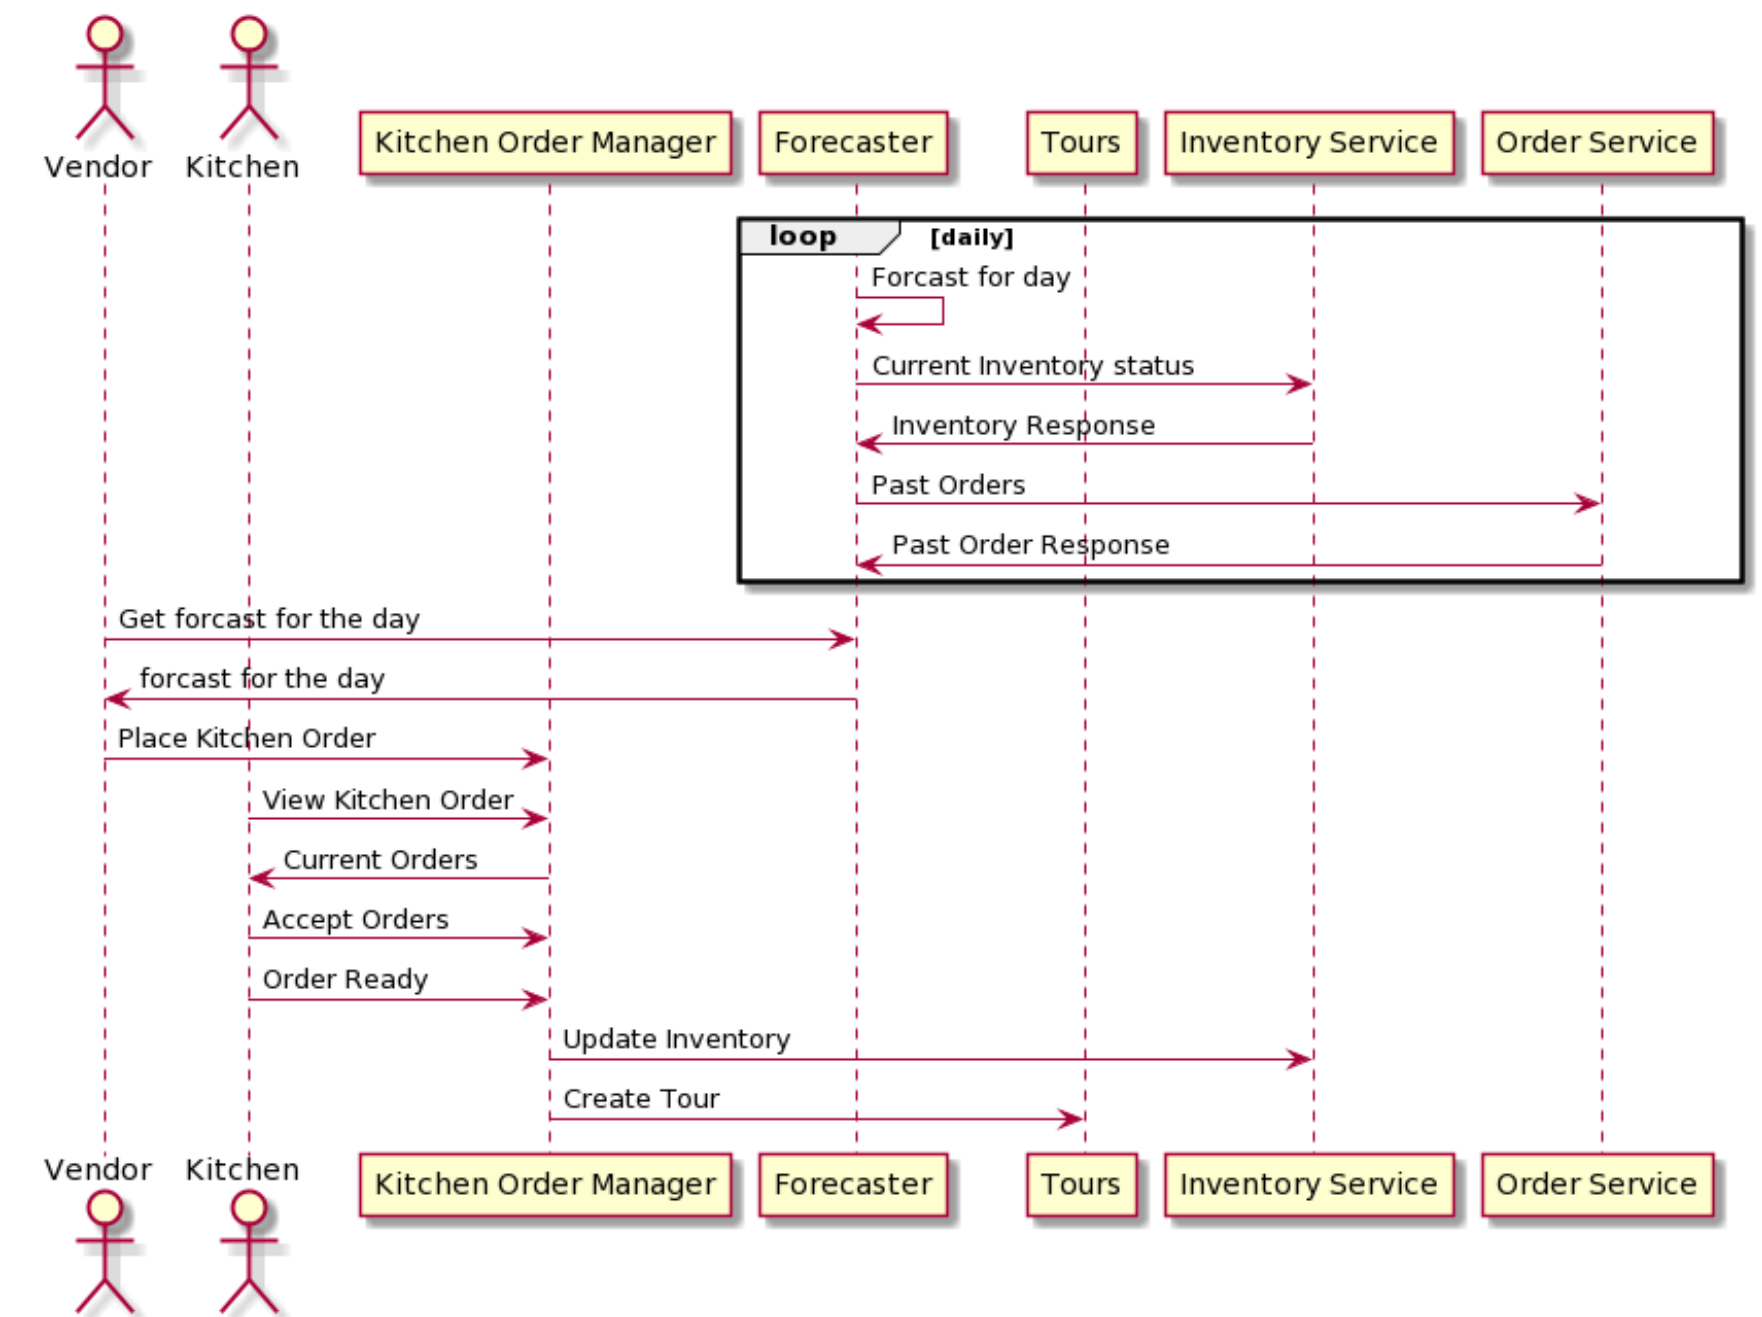 Vendor
Kitchen
Kitchen Order Manager
Forecaster
Tours
Inventory Service
Order Service
loop
[daily]
Forcast for day
Current Inventory status
Inventory Response
Past Orders
Past Order Response
Get forcast for the day
forcast for the day
Place Kitchen Order
View Kitchen Order
Current Orders
Accept Orders
Order Ready
Update Inventory
Create Tour
Vendor
Kitchen
Kitchen Order Manager
Forecaster
Tours
Inventory Service
Order Service